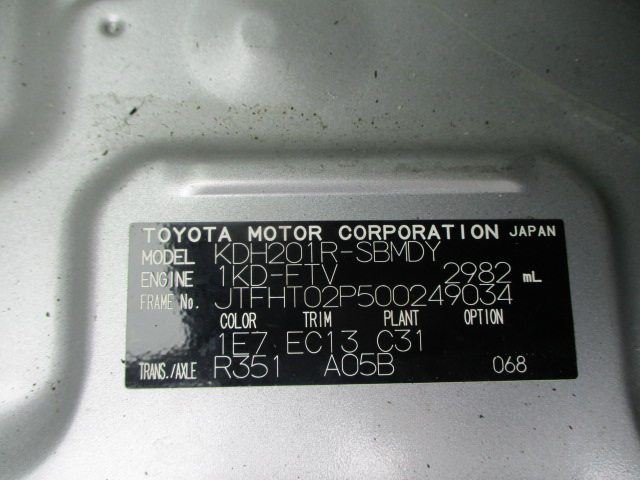 TOYOTA MOTOR CORPORATION JAPAN
MODEL KDH201R-SBMDY
ENGINE 1KD-FTV 2982 mL
FRAME No. JTFHT02P500249034
COLOR TRIM PLANT OPTION
1E7 EC13 C31
TRANS./AXLE R351 A05B 068